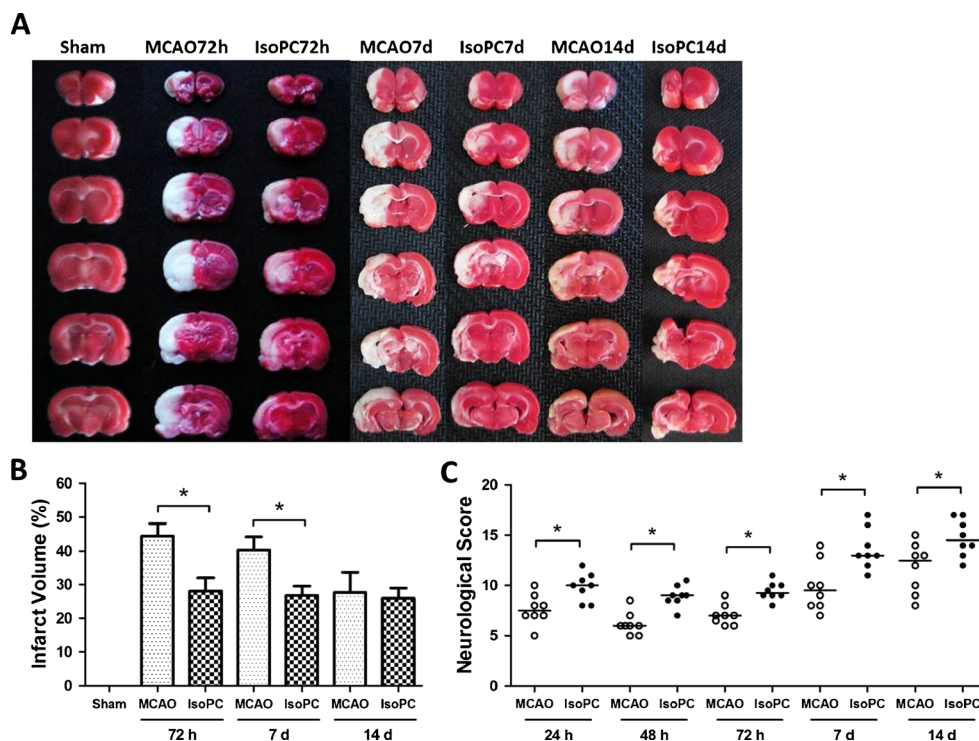 A
Sham MCAO72h IsoPC72h MCAO7d IsoPC7d MCAO14d IsoPC14d
B
Infarct Volume (%)
60
50
40
30
20
10
0
* *
Sham MCAO IsoPC MCAO IsoPC MCAO IsoPC
72 h 7 d 14 d
C
Neurological Score
20
15
10
5
0
* * * * *
MCAO IsoPC MCAO IsoPC MCAO IsoPC MCAO IsoPC MCAO IsoPC
24 h 48 h 72 h 7 d 14 d